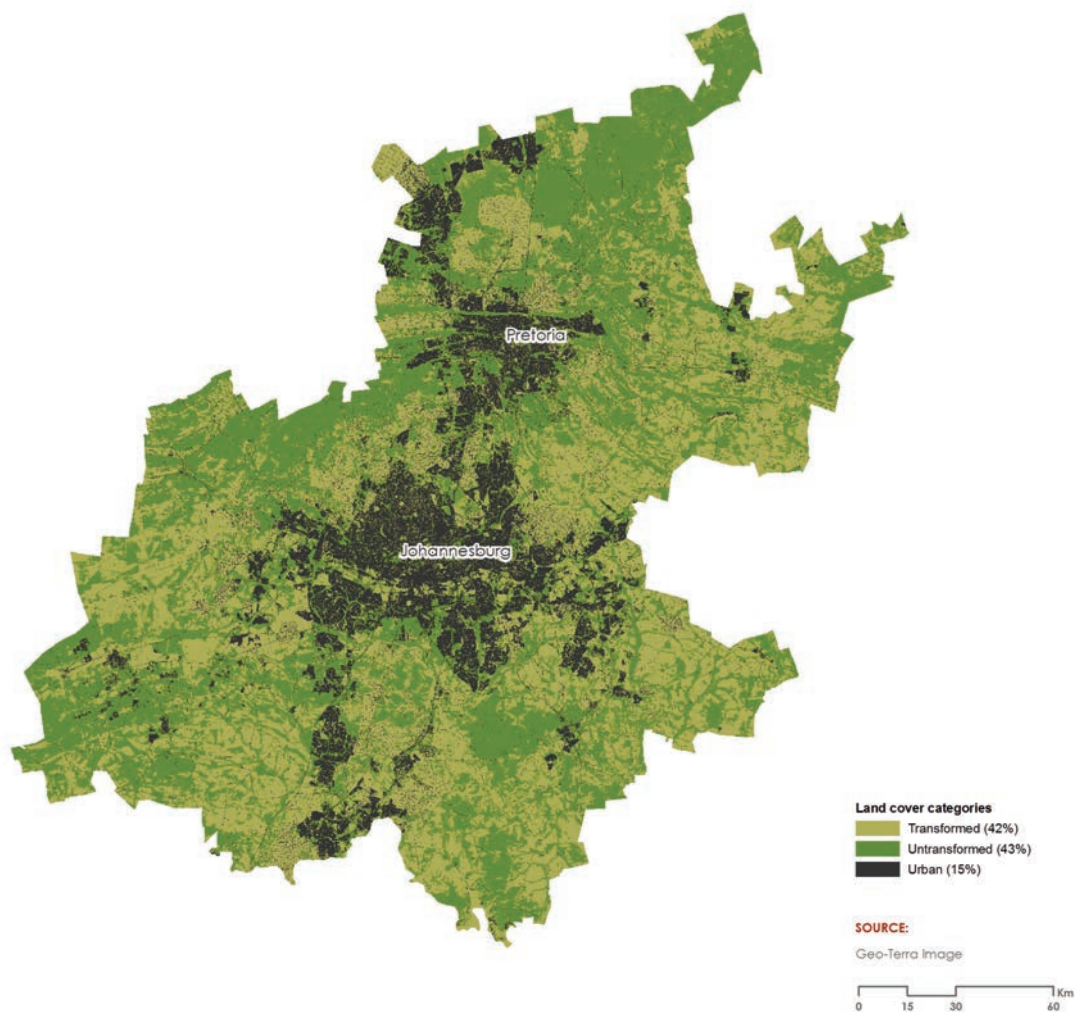 Pretoria
Johannesburg
Land cover categories
Transformed (42%)
Untransformed (43%)
Urban (15%)
SOURCE:
Geo-Terra Image
Km
0 15 30 60